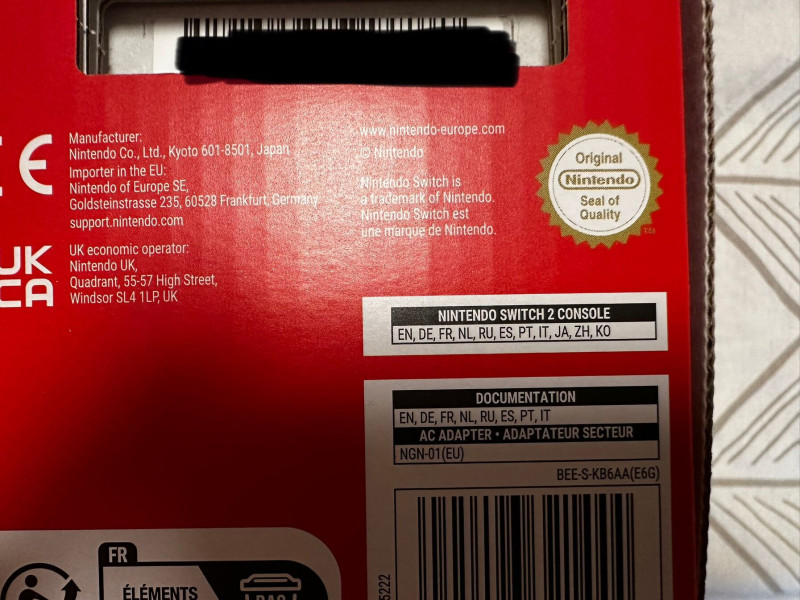 Manufacturer:
Nintendo Co., Ltd., Kyoto 601-8501, Japan
Importer in the EU:
Nintendo of Europe SE,
Goldsteinstrasse 235, 60528 Frankfurt, Germany
support.nintendo.com
UK economic operator:
Nintendo UK,
Quadrant, 55-57 High Street,
Windsor SL4 1LP, UK
CE
UK
CA
www.nintendo-europe.com
© Nintendo
Nintendo Switch is
a trademark of Nintendo.
Nintendo Switch est
une marque de Nintendo.
Original
Nintendo
Seal of
Quality
NINTENDO SWITCH 2 CONSOLE
EN, DE, FR, NL, RU, ES, PT, IT, JA, ZH, KO
DOCUMENTATION
EN, DE, FR, NL, RU, ES, PT, IT
AC ADAPTER • ADAPTATEUR SECTEUR
NGN-01(EU)
BEE-S-KB6AA(E6G)
5222
FR
ÉLÉMENTS